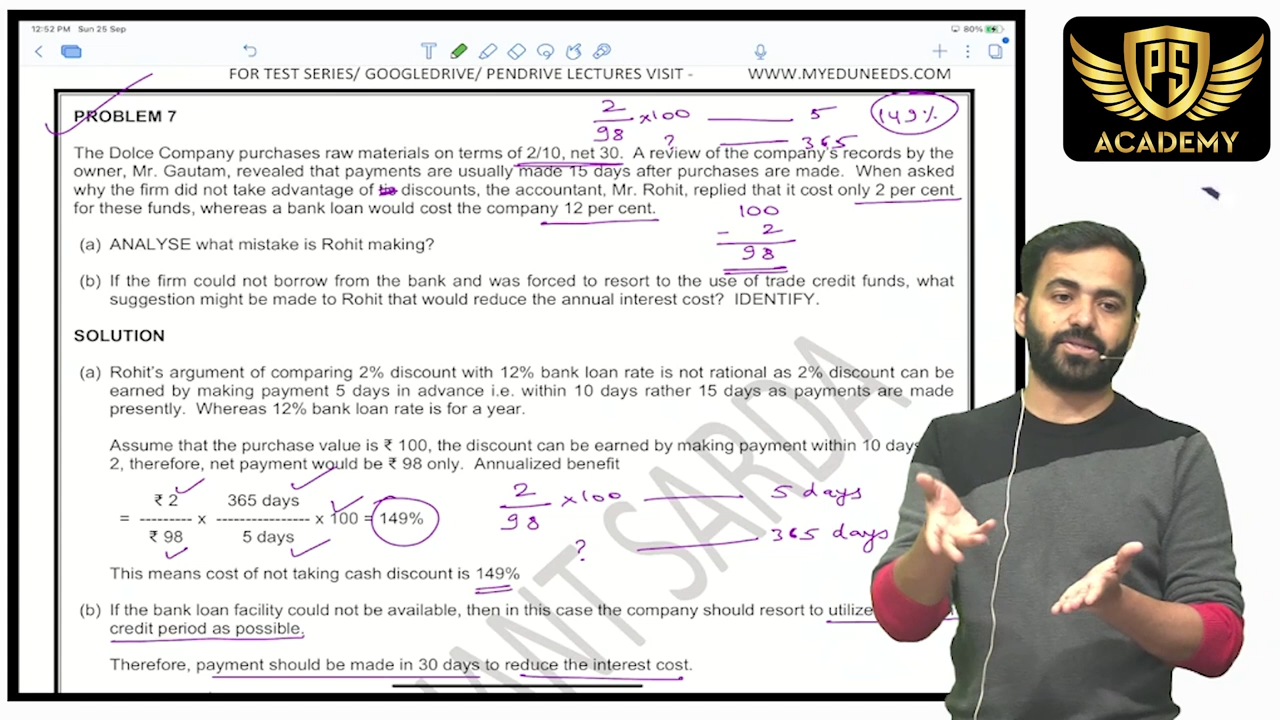 12:52 PM Sun 25 Sep
80%
T
FOR TEST SERIES/ GOOGLEDRIVE/ PENDRIVE LECTURES VISIT - WWW.MYEDUNEEDS.COM
PS
ACADEMY
PROBLEM 7
2/98 ×100 —— 5 149%
? —— 365
The Dolce Company purchases raw materials on terms of 2/10, net 30. A review of the company's records by the
owner, Mr. Gautam, revealed that payments are usually made 15 days after purchases are made. When asked
why the firm did not take advantage of discounts, the accountant, Mr. Rohit, replied that it cost only 2 per cent
for these funds, whereas a bank loan would cost the company 12 per cent.
100
- 2
98
(a) ANALYSE what mistake is Rohit making?
(b) If the firm could not borrow from the bank and was forced to resort to the use of trade credit funds, what
suggestion might be made to Rohit that would reduce the annual interest cost? IDENTIFY.
SOLUTION
(a) Rohit's argument of comparing 2% discount with 12% bank loan rate is not rational as 2% discount can be
earned by making payment 5 days in advance i.e. within 10 days rather 15 days as payments are made
presently. Whereas 12% bank loan rate is for a year.
Assume that the purchase value is ₹ 100, the discount can be earned by making payment within 10 days
2, therefore, net payment would be ₹ 98 only. Annualized benefit
₹ 2 365 days
= x x 100 = 149%
₹ 98 5 days
2/98 ×100 —— 5 days
? —— 365 days
This means cost of not taking cash discount is 149%
(b) If the bank loan facility could not be available, then in this case the company should resort to utilize
credit period as possible.
Therefore, payment should be made in 30 days to reduce the interest cost.
ANT SARDA